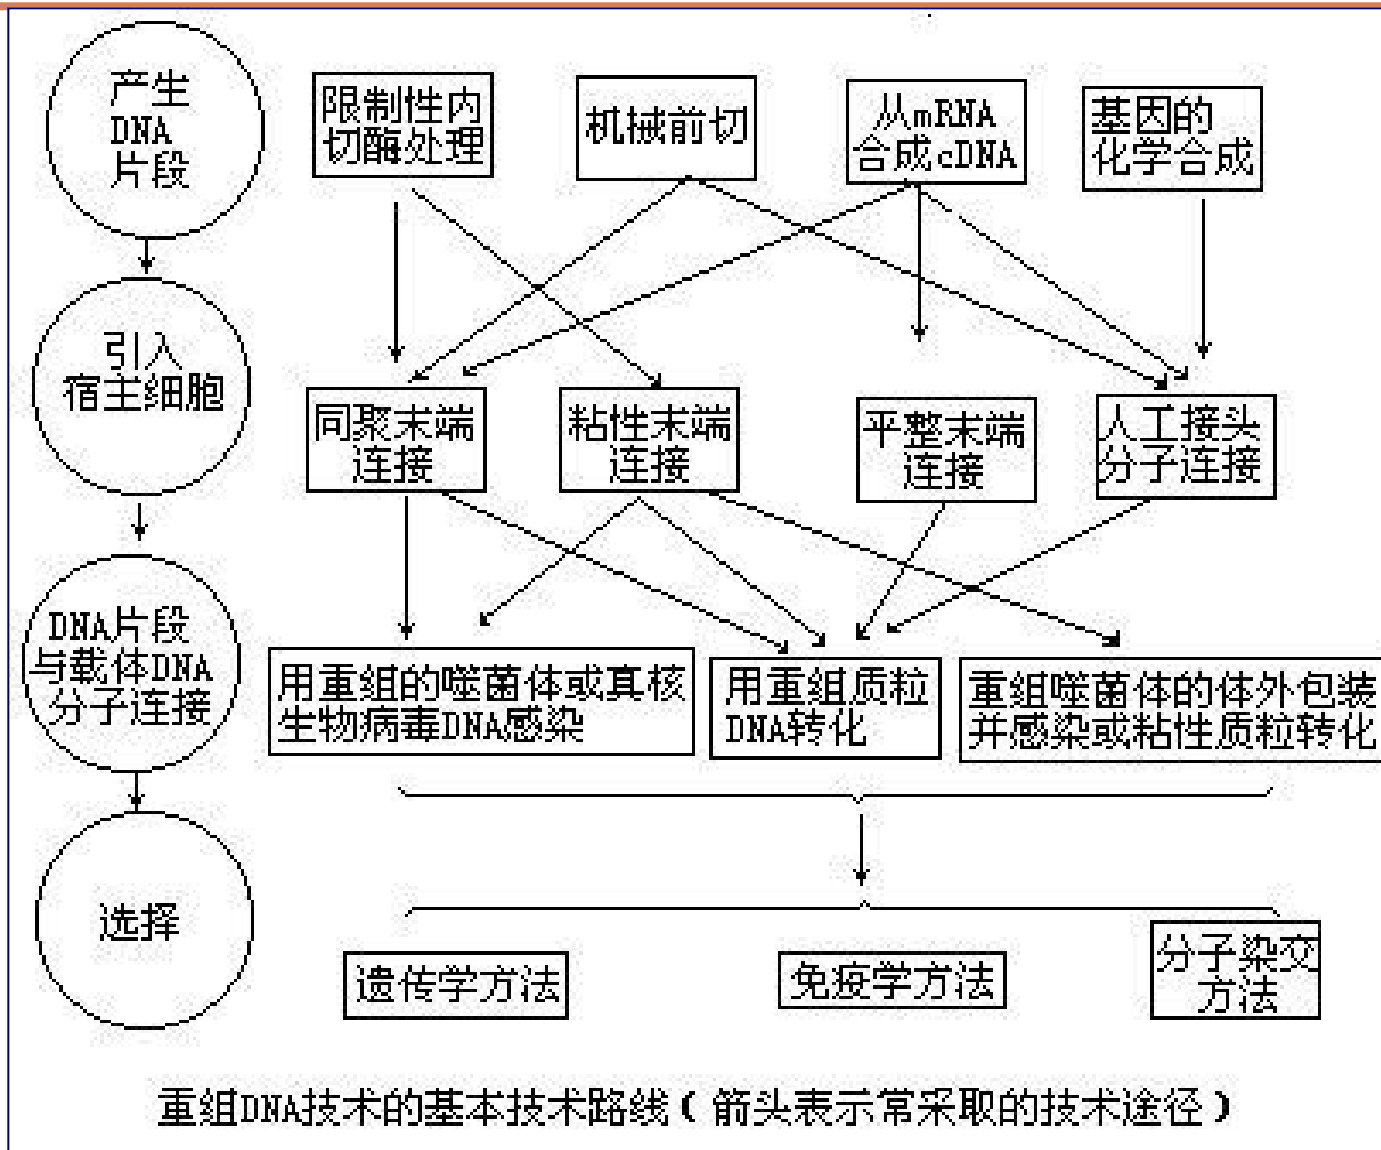 产生
DNA
片段
限制性内
切酶处理
机械前切
从mRNA
合成cDNA
基因的
化学合成
引入
宿主细胞
同聚末端
连接
粘性末端
连接
平整末端
连接
人工接头
分子连接
DNA片段
与载体DNA
分子连接
用重组的噬菌体或真核
生物病毒DNA感染
用重组质粒
DNA转化
重组噬菌体的体外包装
并感染或粘性质粒转化
选择
遗传学方法
免疫学方法
分子染交
方法
重组DNA技术的基本技术路线(箭头表示常采取的技术途径)